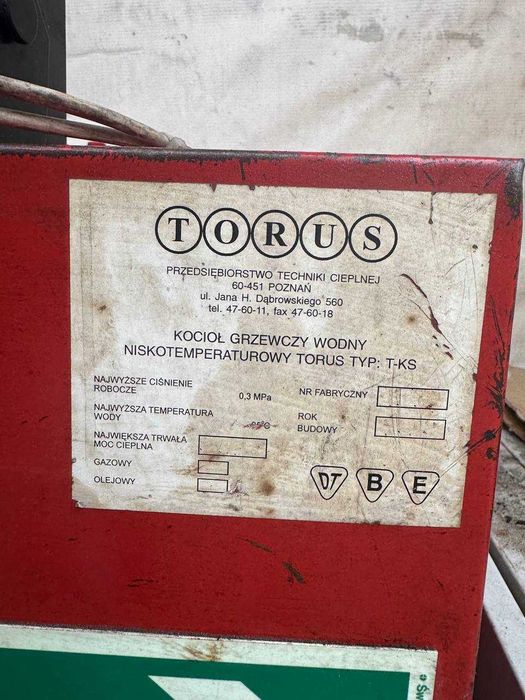 TORUS
PRZEDSIĘBIORSTWO TECHNIKI CIEPLNEJ
60-451 POZNAŃ
ul. Jana H. Dąbrowskiego 560
tel. 47-60-11, fax 47-60-18
KOCIOŁ GRZEWCZY WODNY
NISKOTEMPERATUROWY TORUS TYP: T-KS
NAJWYŻSZE CIŚNIENIE
ROBOCZE 0,3 MPa
NAJWYŻSZA TEMPERATURA
WODY 95°C
NAJWIĘKSZA TRWAŁA
MOC CIEPLNA
GAZOWY
OLEJOWY
NR FABRYCZNY
ROK
BUDOWY
DT B E